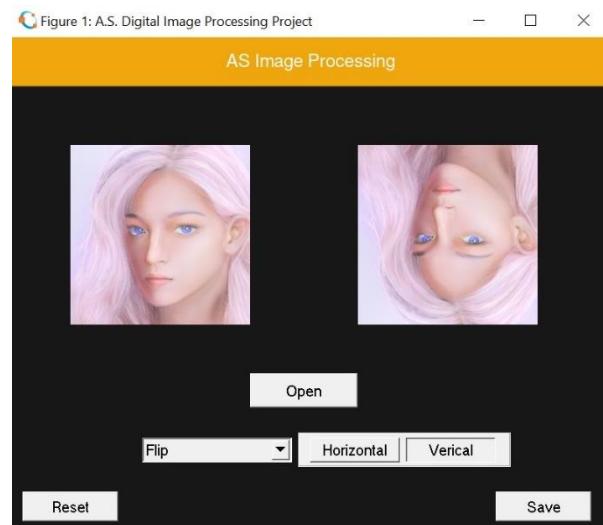 Figure 1: A.S. Digital Image Processing Project
AS Image Processing
Open
Flip Horizontal Verical
Reset Save